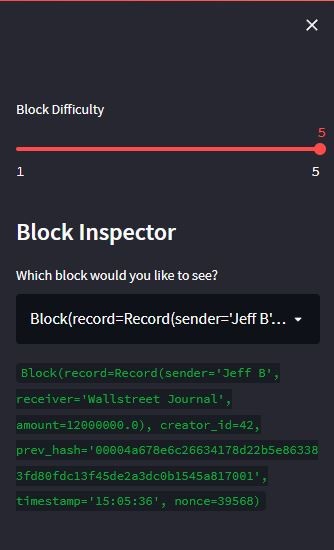 ×
Block Difficulty
5
1 5
Block Inspector
Which block would you like to see?
Block(record=Record(sender='Jeff B'...
Block(record=Record(sender='Jeff B',
receiver='Wallstreet Journal',
amount=12000000.0), creator_id=42,
prev_hash='00004a678e6c26634178d22b5e86338
3fd80fdc13f45de2a3dc0b1545a817001',
timestamp='15:05:36', nonce=39568)